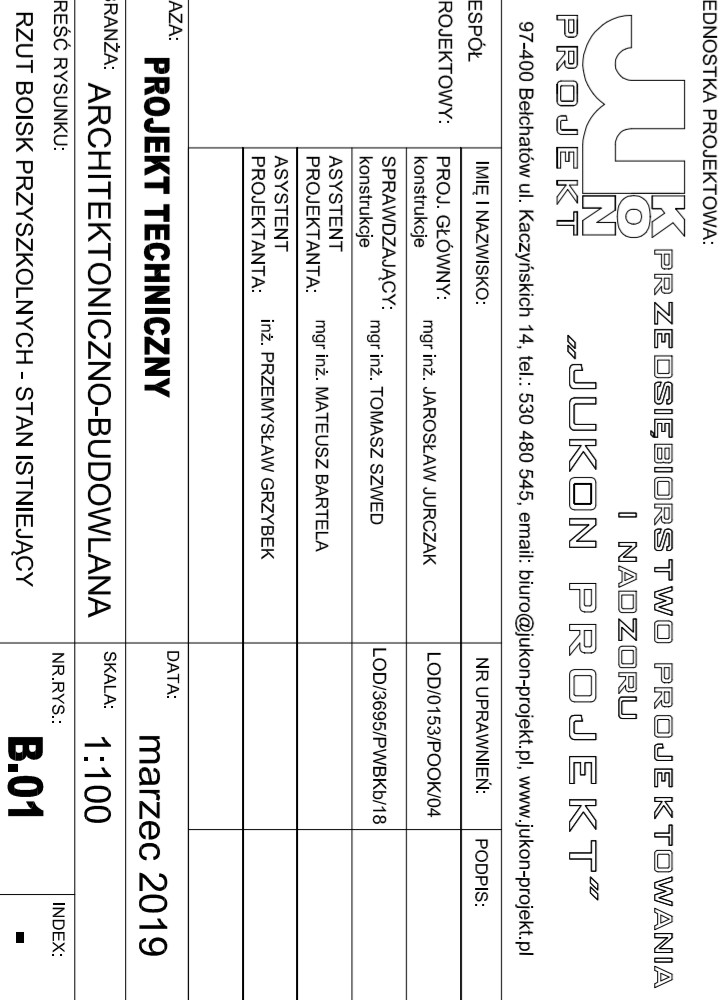 EDNOSTKA PROJEKTOWA:
JUKON
PROJEKT
PRZEDSIĘBIORSTWO PROJEKTOWANIA
I NADZORU
„JUKON PROJEKT”
97-400 Bełchatów ul. Kaczyńskich 14, tel.: 530 480 545, email: biuro@jukon-projekt.pl, www.jukon-projekt.pl
ESPÓŁ
ROJEKTOWY:
IMIĘ I NAZWISKO:
NR UPRAWNIEŃ:
PODPIS:
PROJ. GŁÓWNY:
konstrukcje
mgr inż. JAROSŁAW JURCZAK
LOD/0153/POOK/04
SPRAWDZAJĄCY:
konstrukcje
mgr inż. TOMASZ SZWED
LOD/3695/PWBKb/18
ASYSTENT
PROJEKTANTA:
mgr inż. MATEUSZ BARTELA
ASYSTENT
PROJEKTANTA:
inż. PRZEMYSŁAW GRZYBEK
AZA:
PROJEKT TECHNICZNY
DATA:
marzec 2019
RANŻA:
ARCHITEKTONICZNO-BUDOWLANA
SKALA:
1:100
REŚĆ RYSUNKU:
RZUT BOISK PRZYSZKOLNYCH - STAN ISTNIEJĄCY
NR.RYS.:
B.01
INDEX:
-